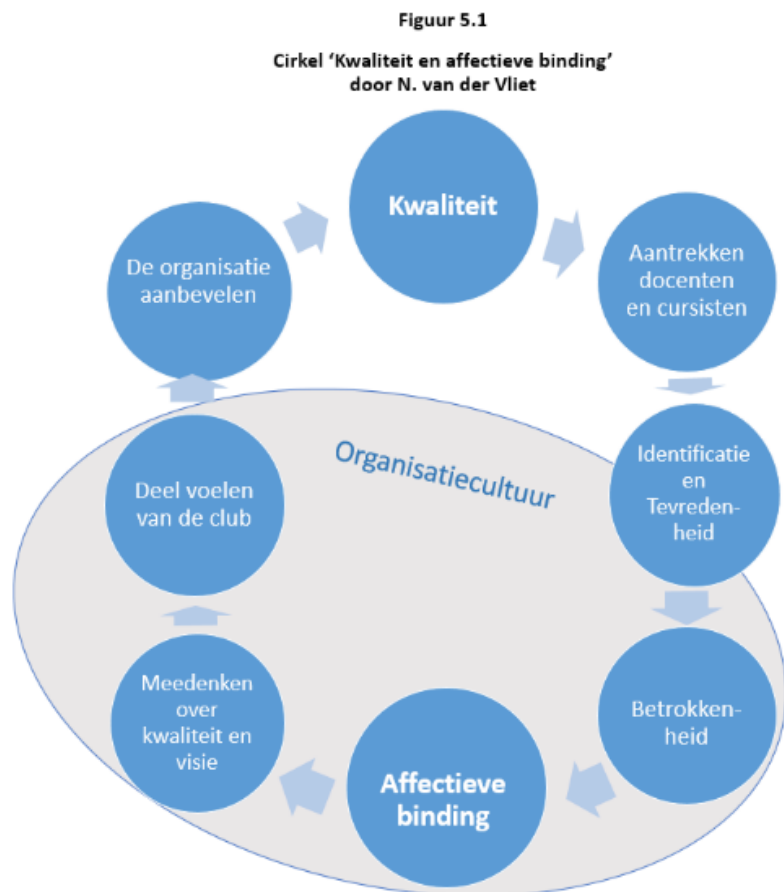 Figuur 5.1
Cirkel ‘Kwaliteit en affectieve binding’
door N. van der Vliet
Kwaliteit
Aantrekken
docenten
en cursisten
Identificatie
en
Tevreden-
heid
Betrokken-
heid
Affectieve
binding
Meedenken
over
kwaliteit en
visie
Deel voelen
van de club
De organisatie
aanbevelen
Organisatiecultuur